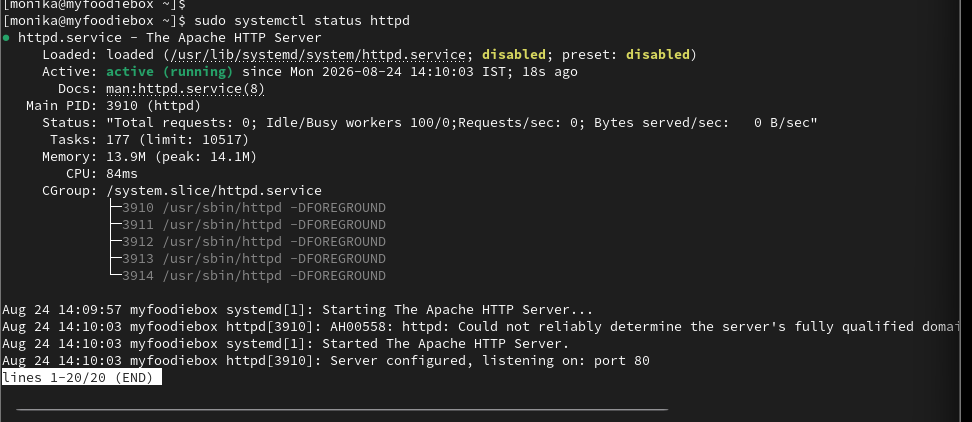 [monika@myfoodiebox ~]$
[monika@myfoodiebox ~]$ sudo systemctl status httpd
● httpd.service - The Apache HTTP Server
     Loaded: loaded (/usr/lib/systemd/system/httpd.service; disabled; preset: disabled)
     Active: active (running) since Mon 2026-08-24 14:10:03 IST; 18s ago
       Docs: man:httpd.service(8)
   Main PID: 3910 (httpd)
     Status: "Total requests: 0; Idle/Busy workers 100/0;Requests/sec: 0; Bytes served/sec:   0 B/sec"
      Tasks: 177 (limit: 10517)
     Memory: 13.9M (peak: 14.1M)
        CPU: 84ms
     CGroup: /system.slice/httpd.service
             ├─3910 /usr/sbin/httpd -DFOREGROUND
             ├─3911 /usr/sbin/httpd -DFOREGROUND
             ├─3912 /usr/sbin/httpd -DFOREGROUND
             ├─3913 /usr/sbin/httpd -DFOREGROUND
             └─3914 /usr/sbin/httpd -DFOREGROUND
Aug 24 14:09:57 myfoodiebox systemd[1]: Starting The Apache HTTP Server...
Aug 24 14:10:03 myfoodiebox httpd[3910]: AH00558: httpd: Could not reliably determine the server's fully qualified domai
Aug 24 14:10:03 myfoodiebox systemd[1]: Started The Apache HTTP Server.
Aug 24 14:10:03 myfoodiebox httpd[3910]: Server configured, listening on: port 80
lines 1-20/20 (END)